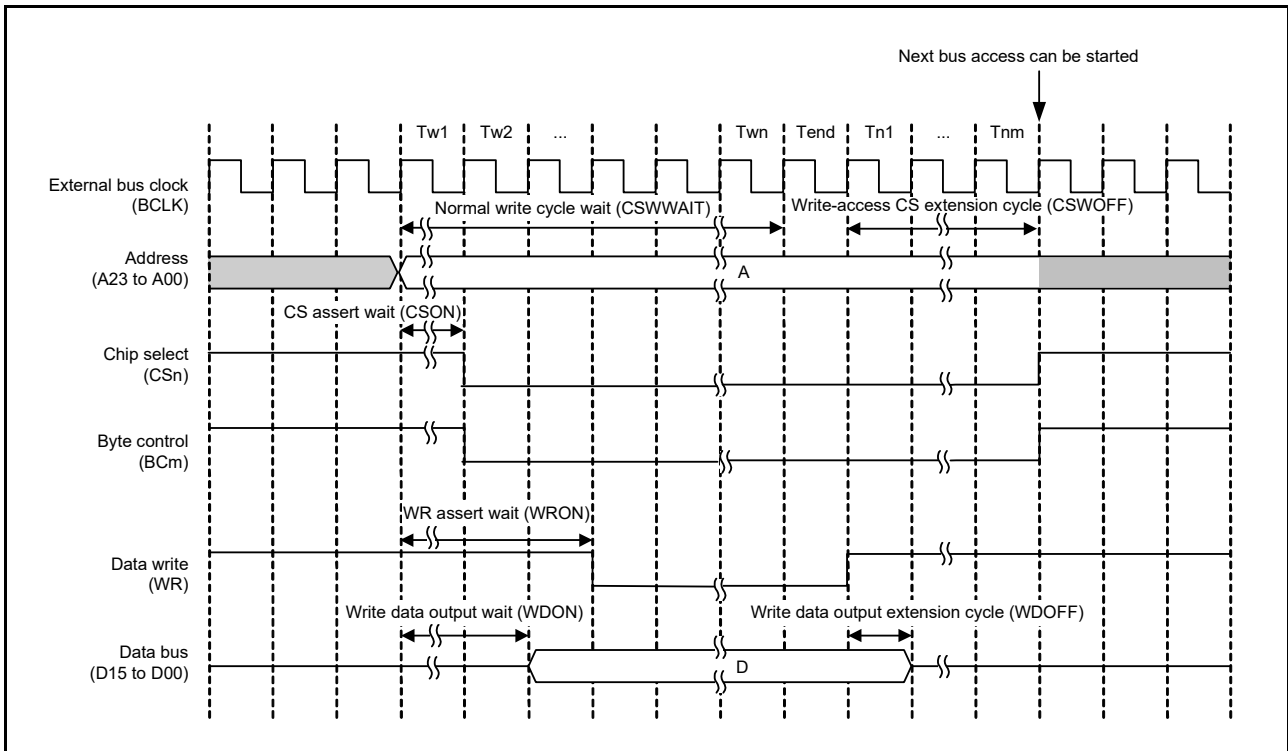 Next bus access can be started
Tw1 Tw2 ... Twn Tend Tn1 ... Tnm
External bus clock
(BCLK)
Normal write cycle wait (CSWWAIT)
Write-access CS extension cycle (CSWOFF)
Address
(A23 to A00)
A
CS assert wait (CSON)
Chip select
(CSn)
Byte control
(BCm)
WR assert wait (WRON)
Data write
(WR)
Write data output wait (WDON)
Write data output extension cycle (WDOFF)
Data bus
(D15 to D00)
D